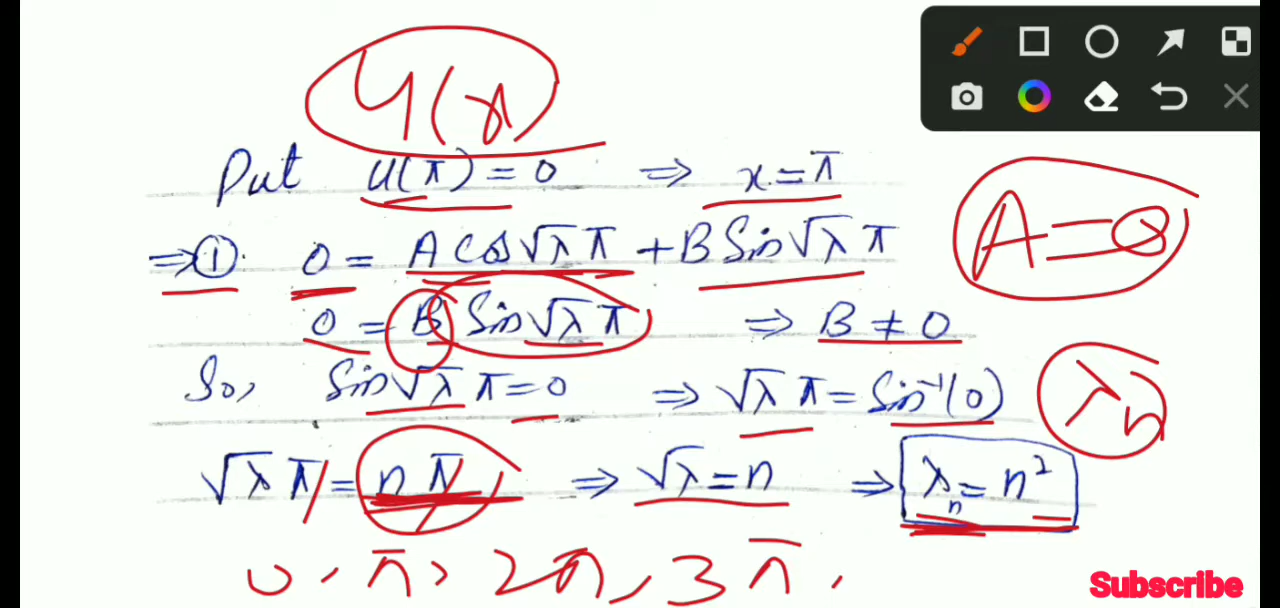 u(x
Put u(π) = 0 ⇒ x = π
A=0
⇒ ① 0 = A cos√λ π + B Sin√λ π
0 = B Sin√λ π ⇒ B ≠ 0
So, Sin√λ π = 0 ⇒ √λ π = Sin⁻¹(0)
λn
√λ π = n π ⇒ √λ = n ⇒ λn = n²
0, π, 2π, 3π,
Subscribe